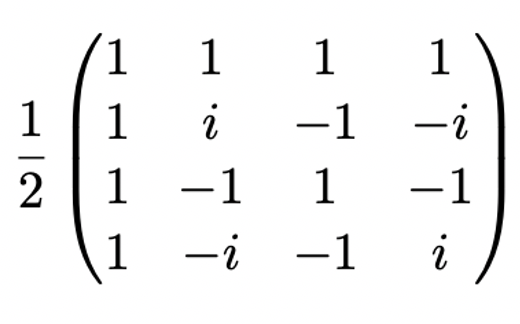 1/2
1 1 1 1
1 i −1 −i
1 −1 1 −1
1 −i −1 i